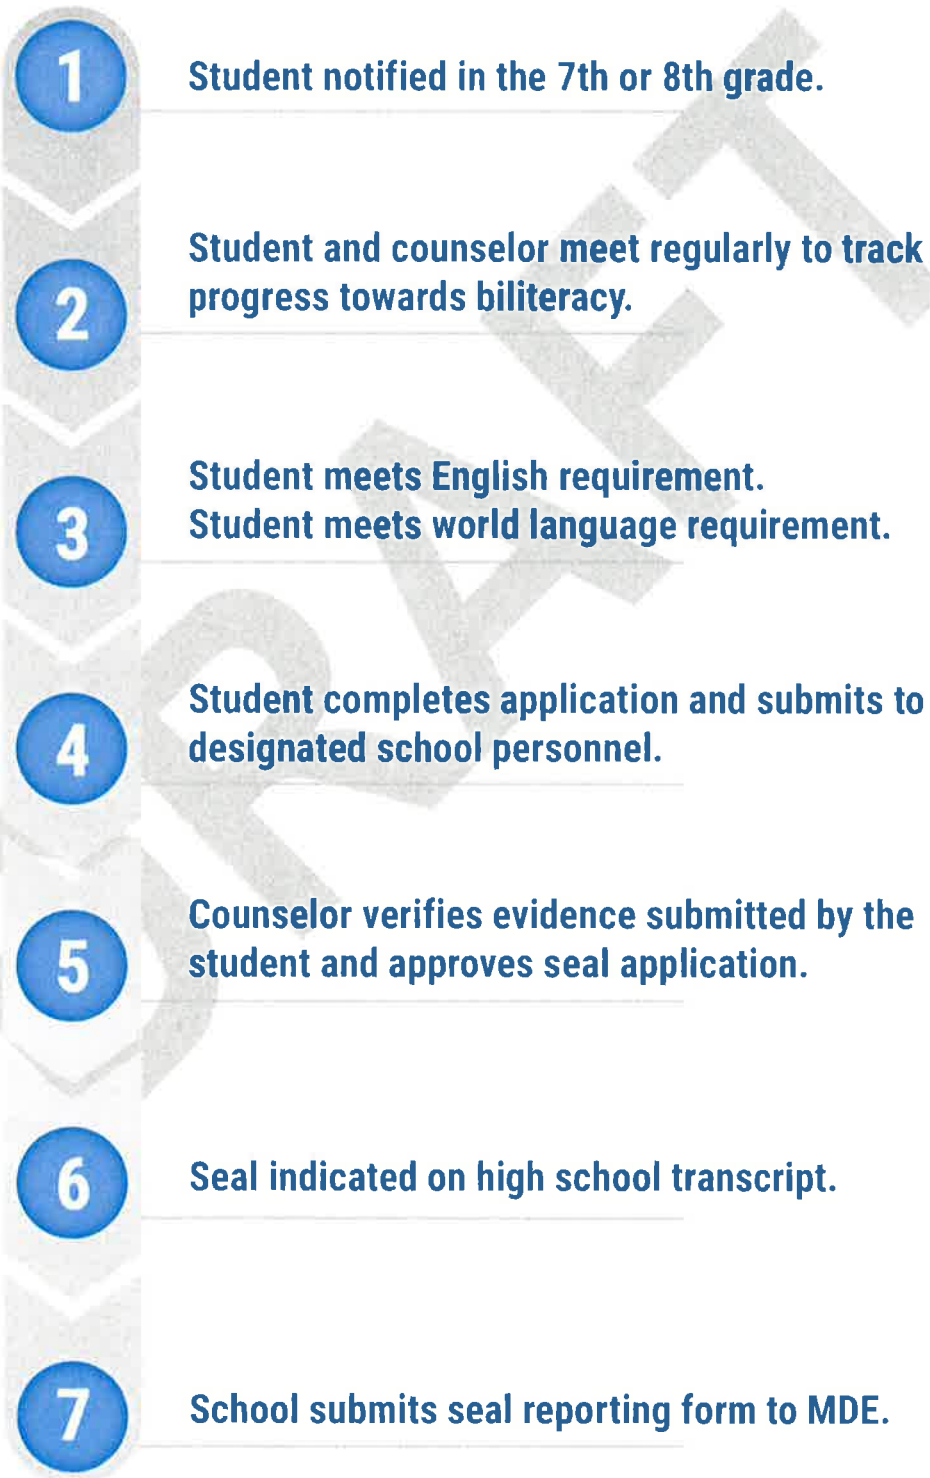 1
Student notified in the 7th or 8th grade.
2
Student and counselor meet regularly to track
progress towards biliteracy.
3
Student meets English requirement.
Student meets world language requirement.
4
Student completes application and submits to
designated school personnel.
5
Counselor verifies evidence submitted by the
student and approves seal application.
6
Seal indicated on high school transcript.
7
School submits seal reporting form to MDE.
DRAFT